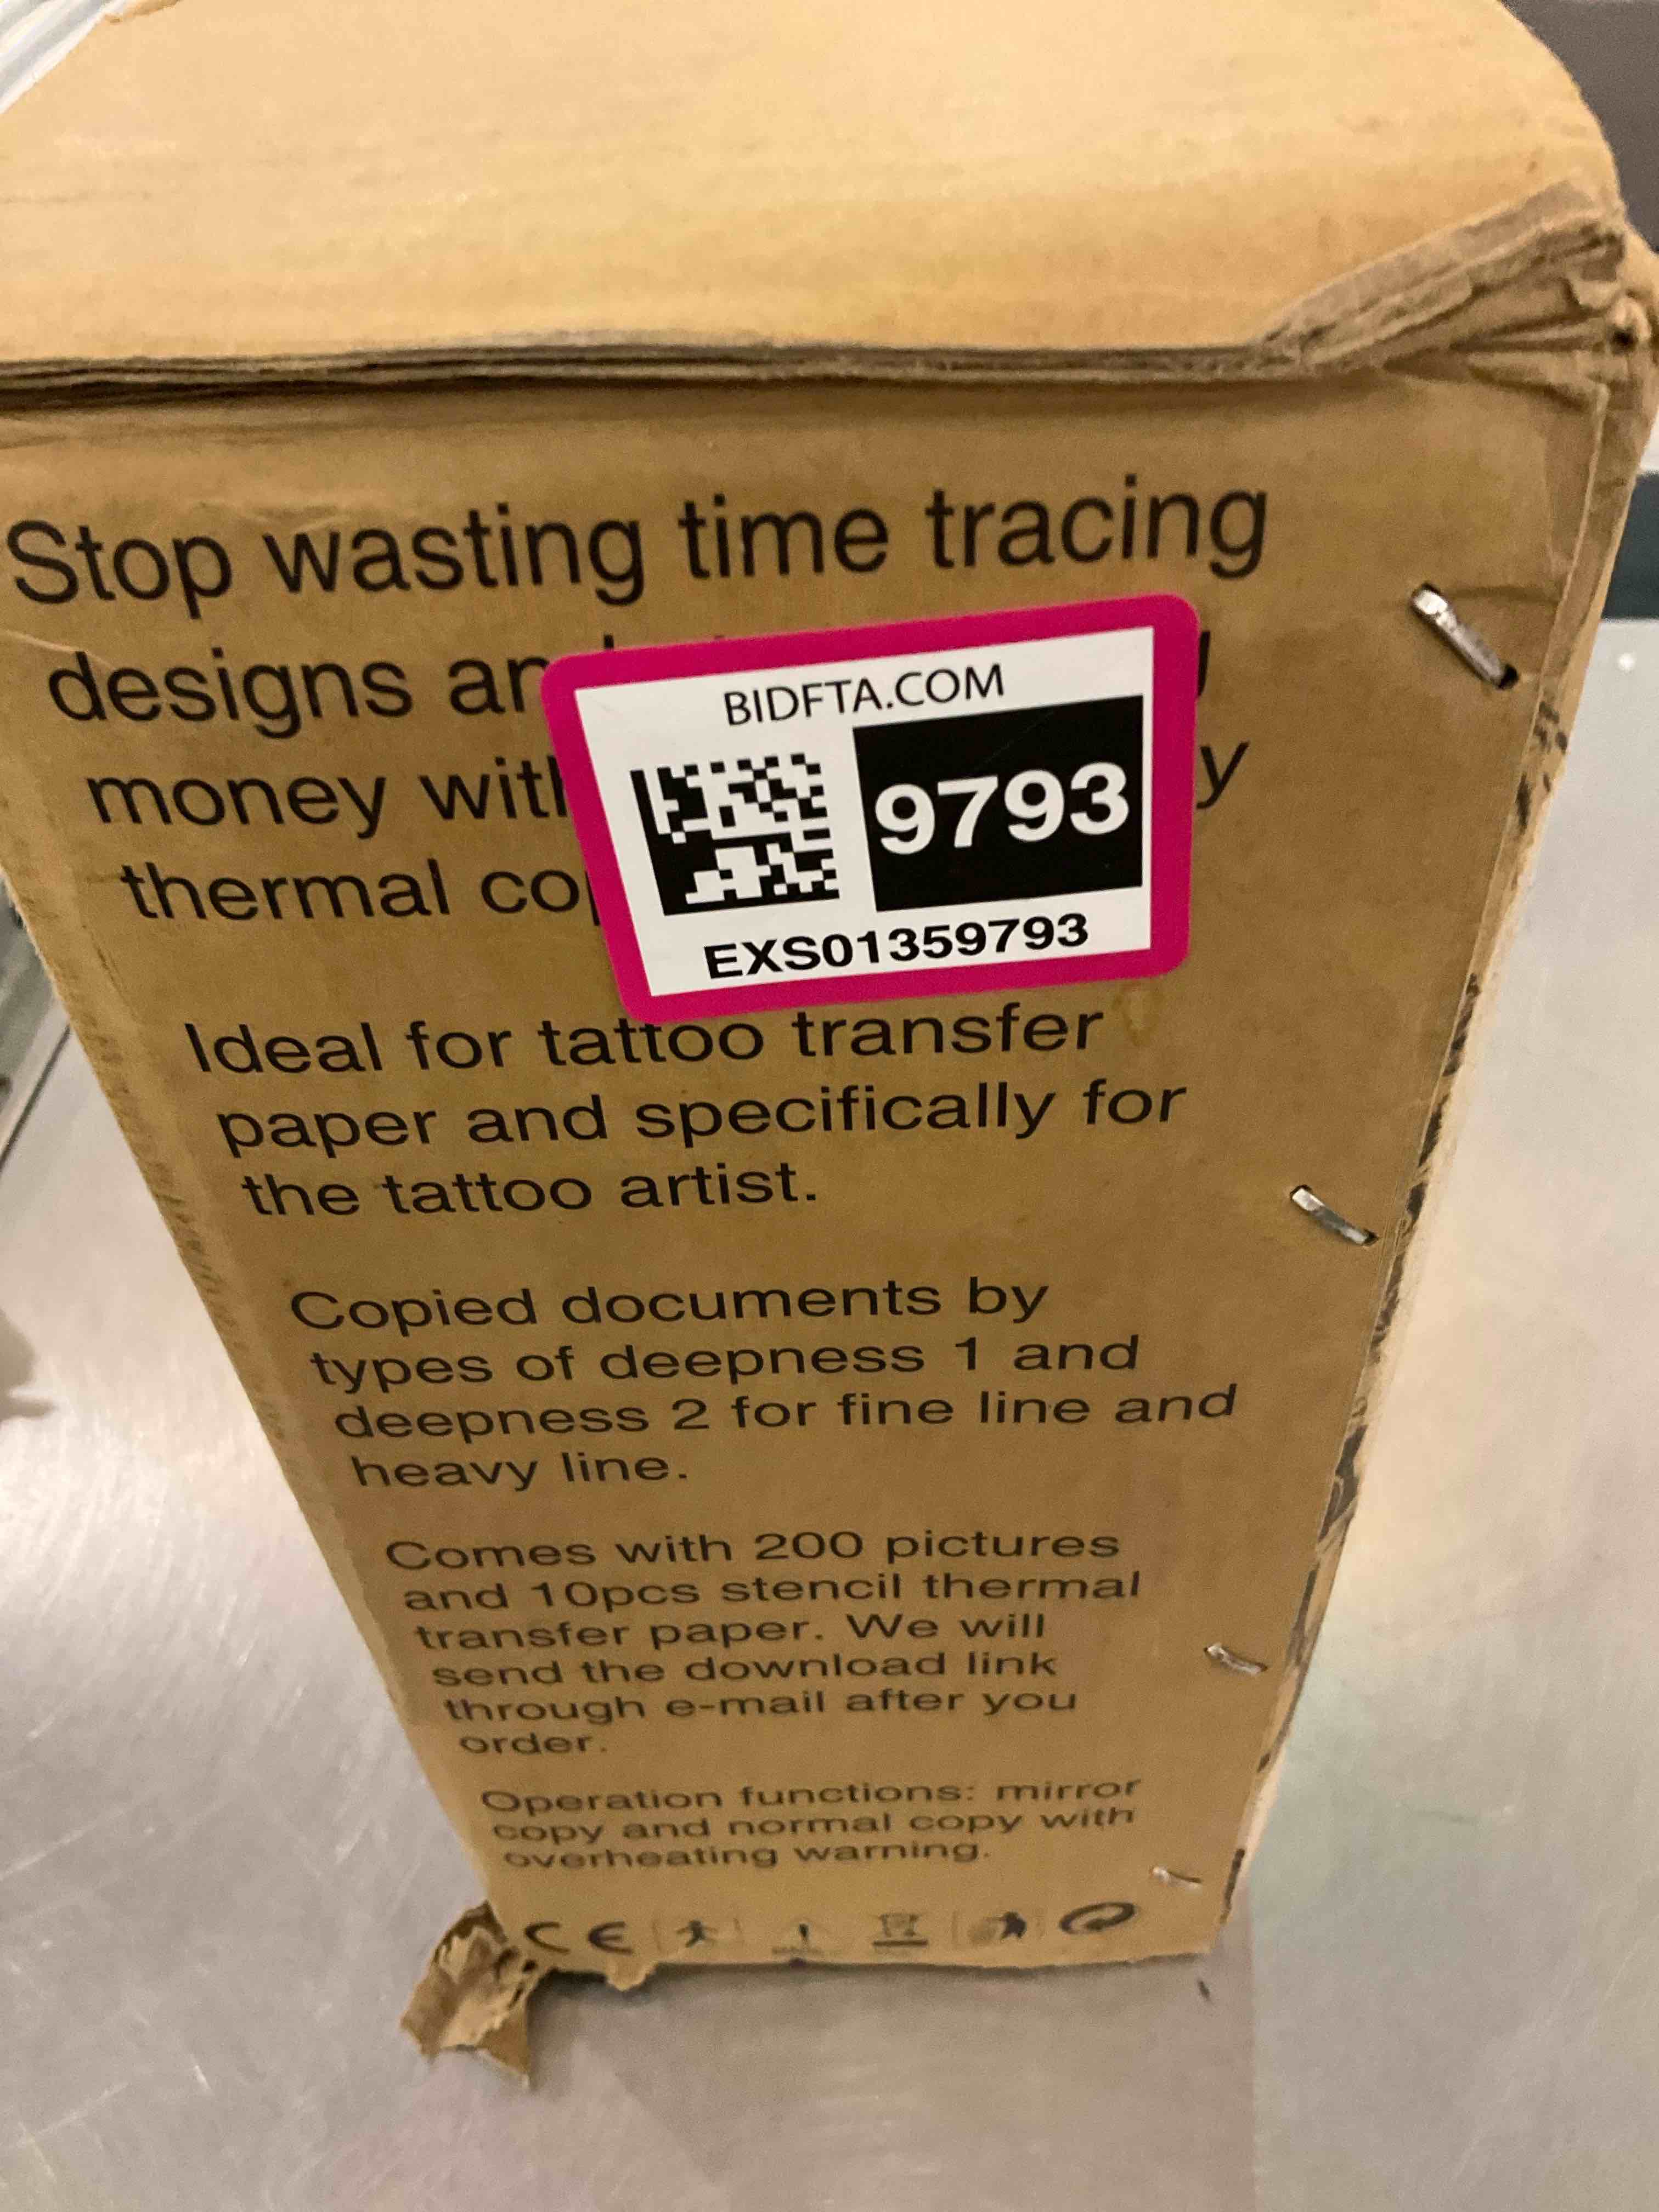 Stop wasting time tracing
designs
money
thermal
BIDFTA.COM
9793
EXS01359793
Ideal for tattoo transfer
paper and specifically for
the tattoo artist.
Copied documents by
types of deepness 1 and
deepness 2 for fine line and
heavy line.
Comes with 200 pictures
and 10pcs stencil thermal
transfer paper. We will
send the download link
through e-mail after you
order.
Operation functions: mirror
copy and normal copy with
overheating warning.
CE